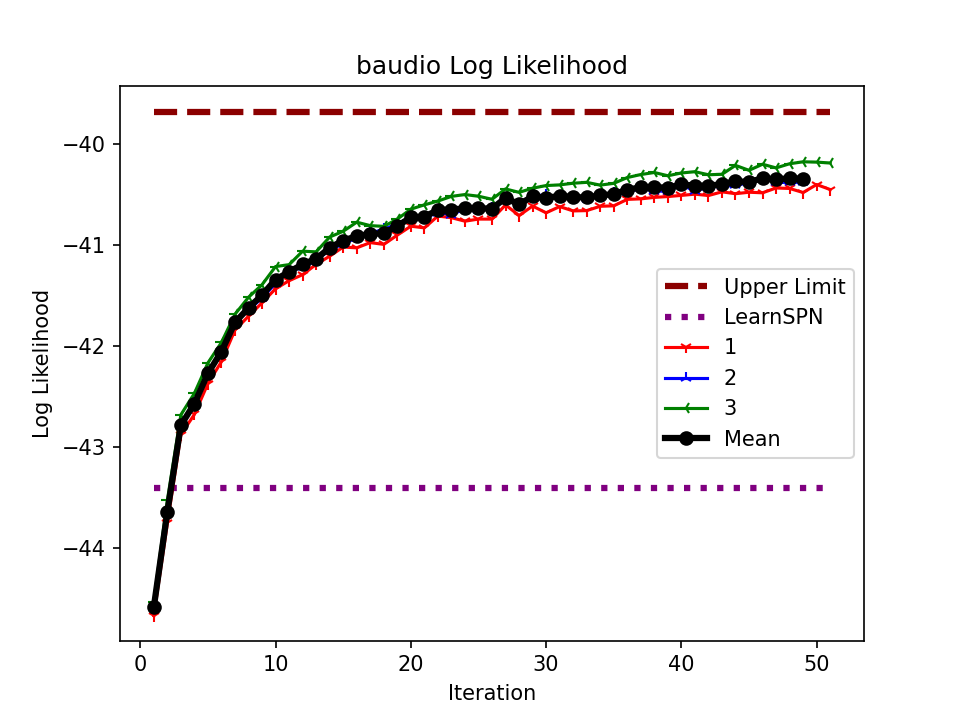 baudio Log Likelihood
Log Likelihood
−40
−41
−42
−43
−44
Upper Limit
LearnSPN
1
2
3
Mean
0 10 20 30 40 50
Iteration